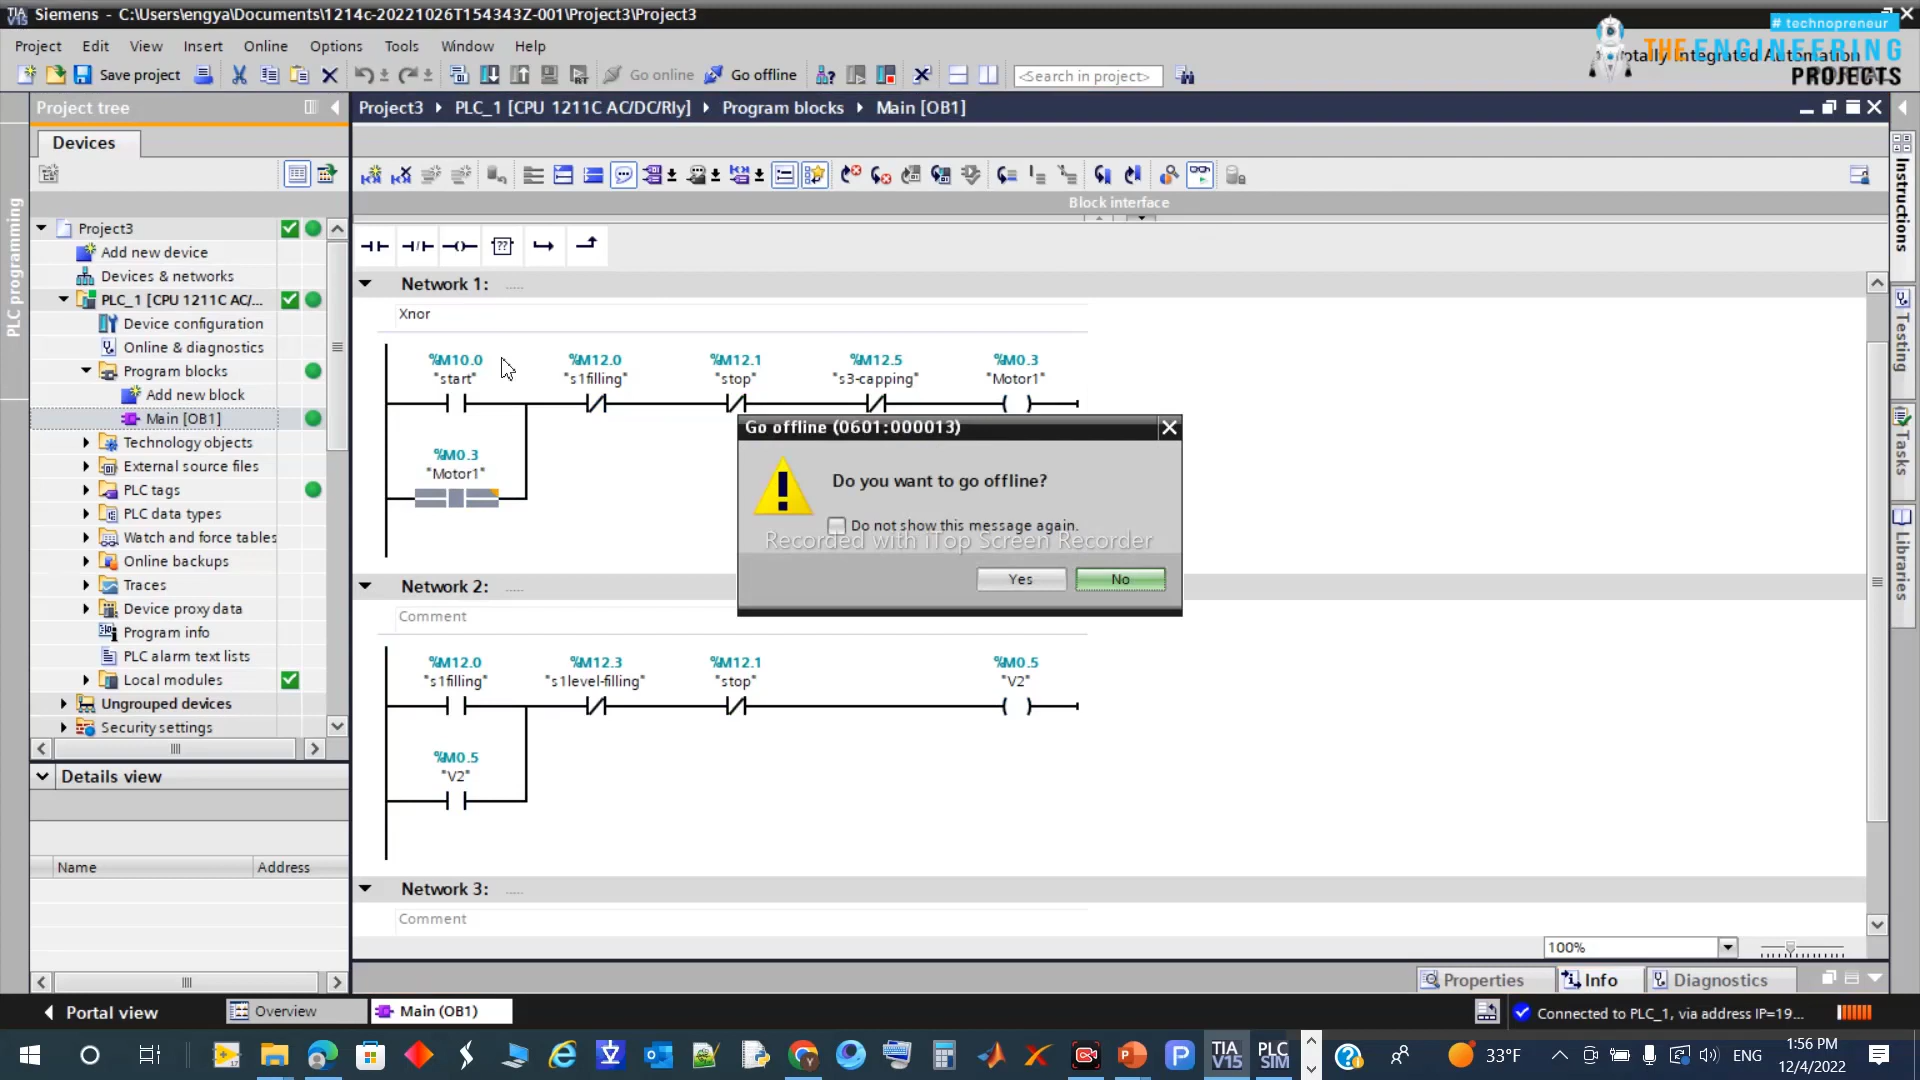 TIA V15 Siemens - C:\Users\engya\Documents\1214c-20221026T154343Z-001\Project3\Project3
# technopreneur
THE ENGINEERING
PROJECTS
Project Edit View Insert Online Options Tools Window Help
Totally Integrated Automation
Save project Go online Go offline <Search in project>
Project tree
Project3 PLC_1 [CPU 1211C AC/DC/Rly] Program blocks Main [OB1]
Devices
PLC programming
Block interface
Project3
Add new device
Devices & networks
PLC_1 [CPU 1211C AC/...
Device configuration
Online & diagnostics
Program blocks
Add new block
Main [OB1]
Technology objects
External source files
PLC tags
PLC data types
Watch and force tables
Online backups
Traces
Device proxy data
Program info
PLC alarm text lists
Local modules
Ungrouped devices
Security settings
Details view
Name Address
??
Network 1: .....
Xnor
%M10.0 %M12.0 %M12.1 %M12.5 %M0.3
"start" "s1filling" "stop" "s3-capping" "Motor1"
%M0.3
"Motor1"
Go offline (0601:000013)
Do you want to go offline?
Do not show this message again.
Recorded with iTop Screen Recorder
Yes No
Network 2: .....
Comment
%M12.0 %M12.3 %M12.1 %M0.5
"s1filling" "s1level-filling" "stop" "V2"
%M0.5
"V2"
Network 3: .....
Comment
100%
Instructions
Testing
Tasks
Libraries
Properties Info Diagnostics
Portal view Overview Main (OB1) Connected to PLC_1, via address IP=19...
TIA V15 PLC SIM 33°F ENG
1:56 PM
12/4/2022